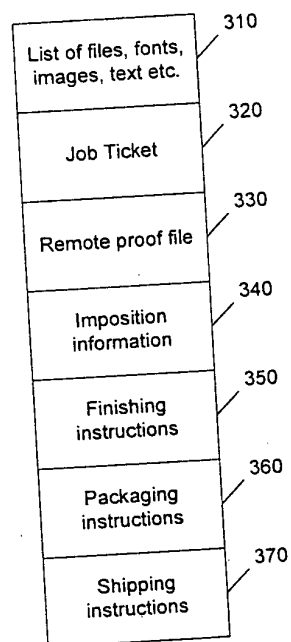 310
List of files, fonts,
images, text etc.
320
Job Ticket
330
Remote proof file
340
Imposition
information
350
Finishing
instructions
360
Packaging
instructions
370
Shipping
instructions